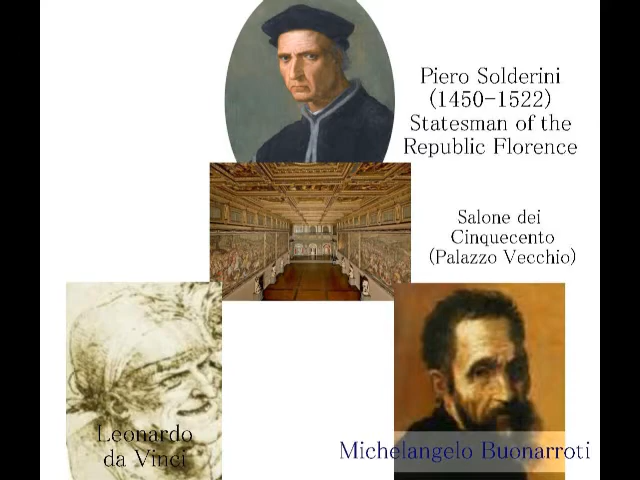 Piero Solderini
(1450-1522)
Statesman of the
Republic Florence
Salone dei
Cinquecento
(Palazzo Vecchio)
Leonardo
da Vinci
Michelangelo Buonarroti